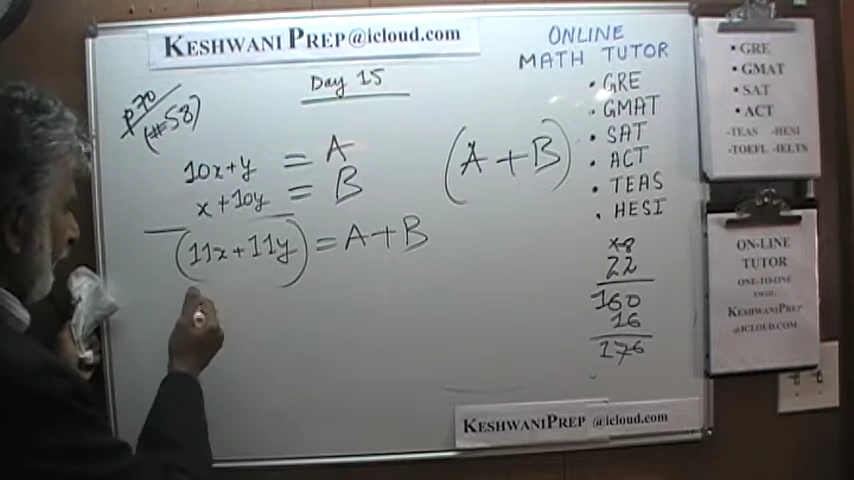 KESHWANI PREP @icloud.com
Day 15
p70
(#58)
10x+y = A
x+10y = B
(11x+11y) = A+B
(A+B)
ONLINE
MATH TUTOR
• GRE
• GMAT
• SAT
• ACT
• TEAS
• HESI
22
160
16
176
• GRE
• GMAT
• SAT
• ACT
-TEAS -HESI
-TOEFL -IELTS
ON-LINE
TUTOR
ONE-TO-ONE
EMAIL:
KESHWANIPREP
@ICLOUD.COM
KESHWANIPREP @icloud.com